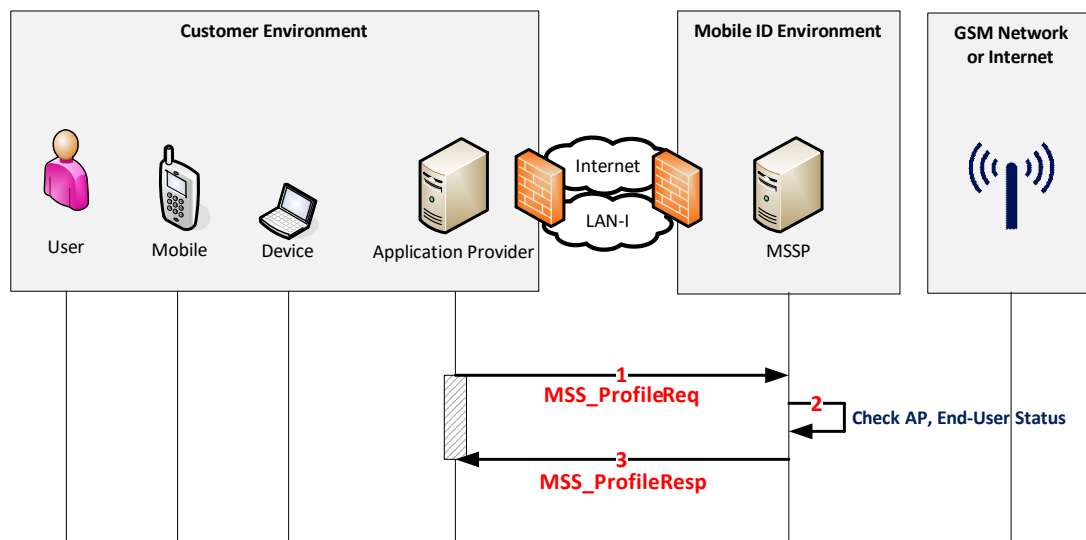 Customer Environment
Mobile ID Environment
GSM Network
or Internet
Internet
LAN-I
User
Mobile
Device
Application Provider
MSSP
1
MSS_ProfileReq
2
Check AP, End-User Status
3
MSS_ProfileResp